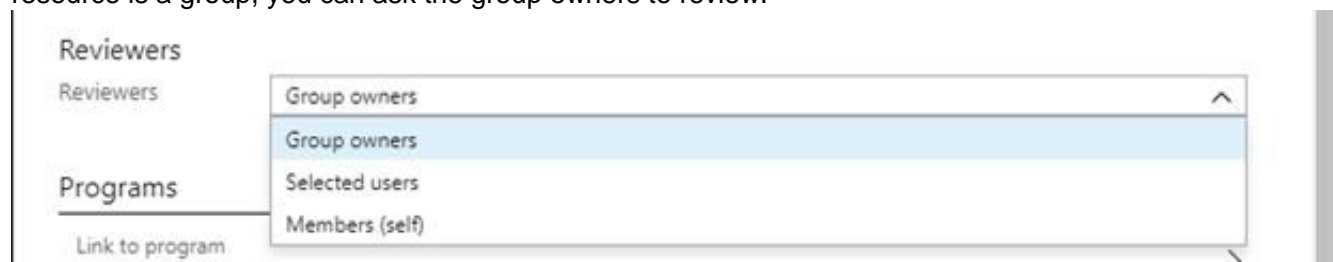 resource is a group, you can ask the group owners to review.
Reviewers
Reviewers Group owners
Group owners
Selected users
Programs
Members (self)
Link to program